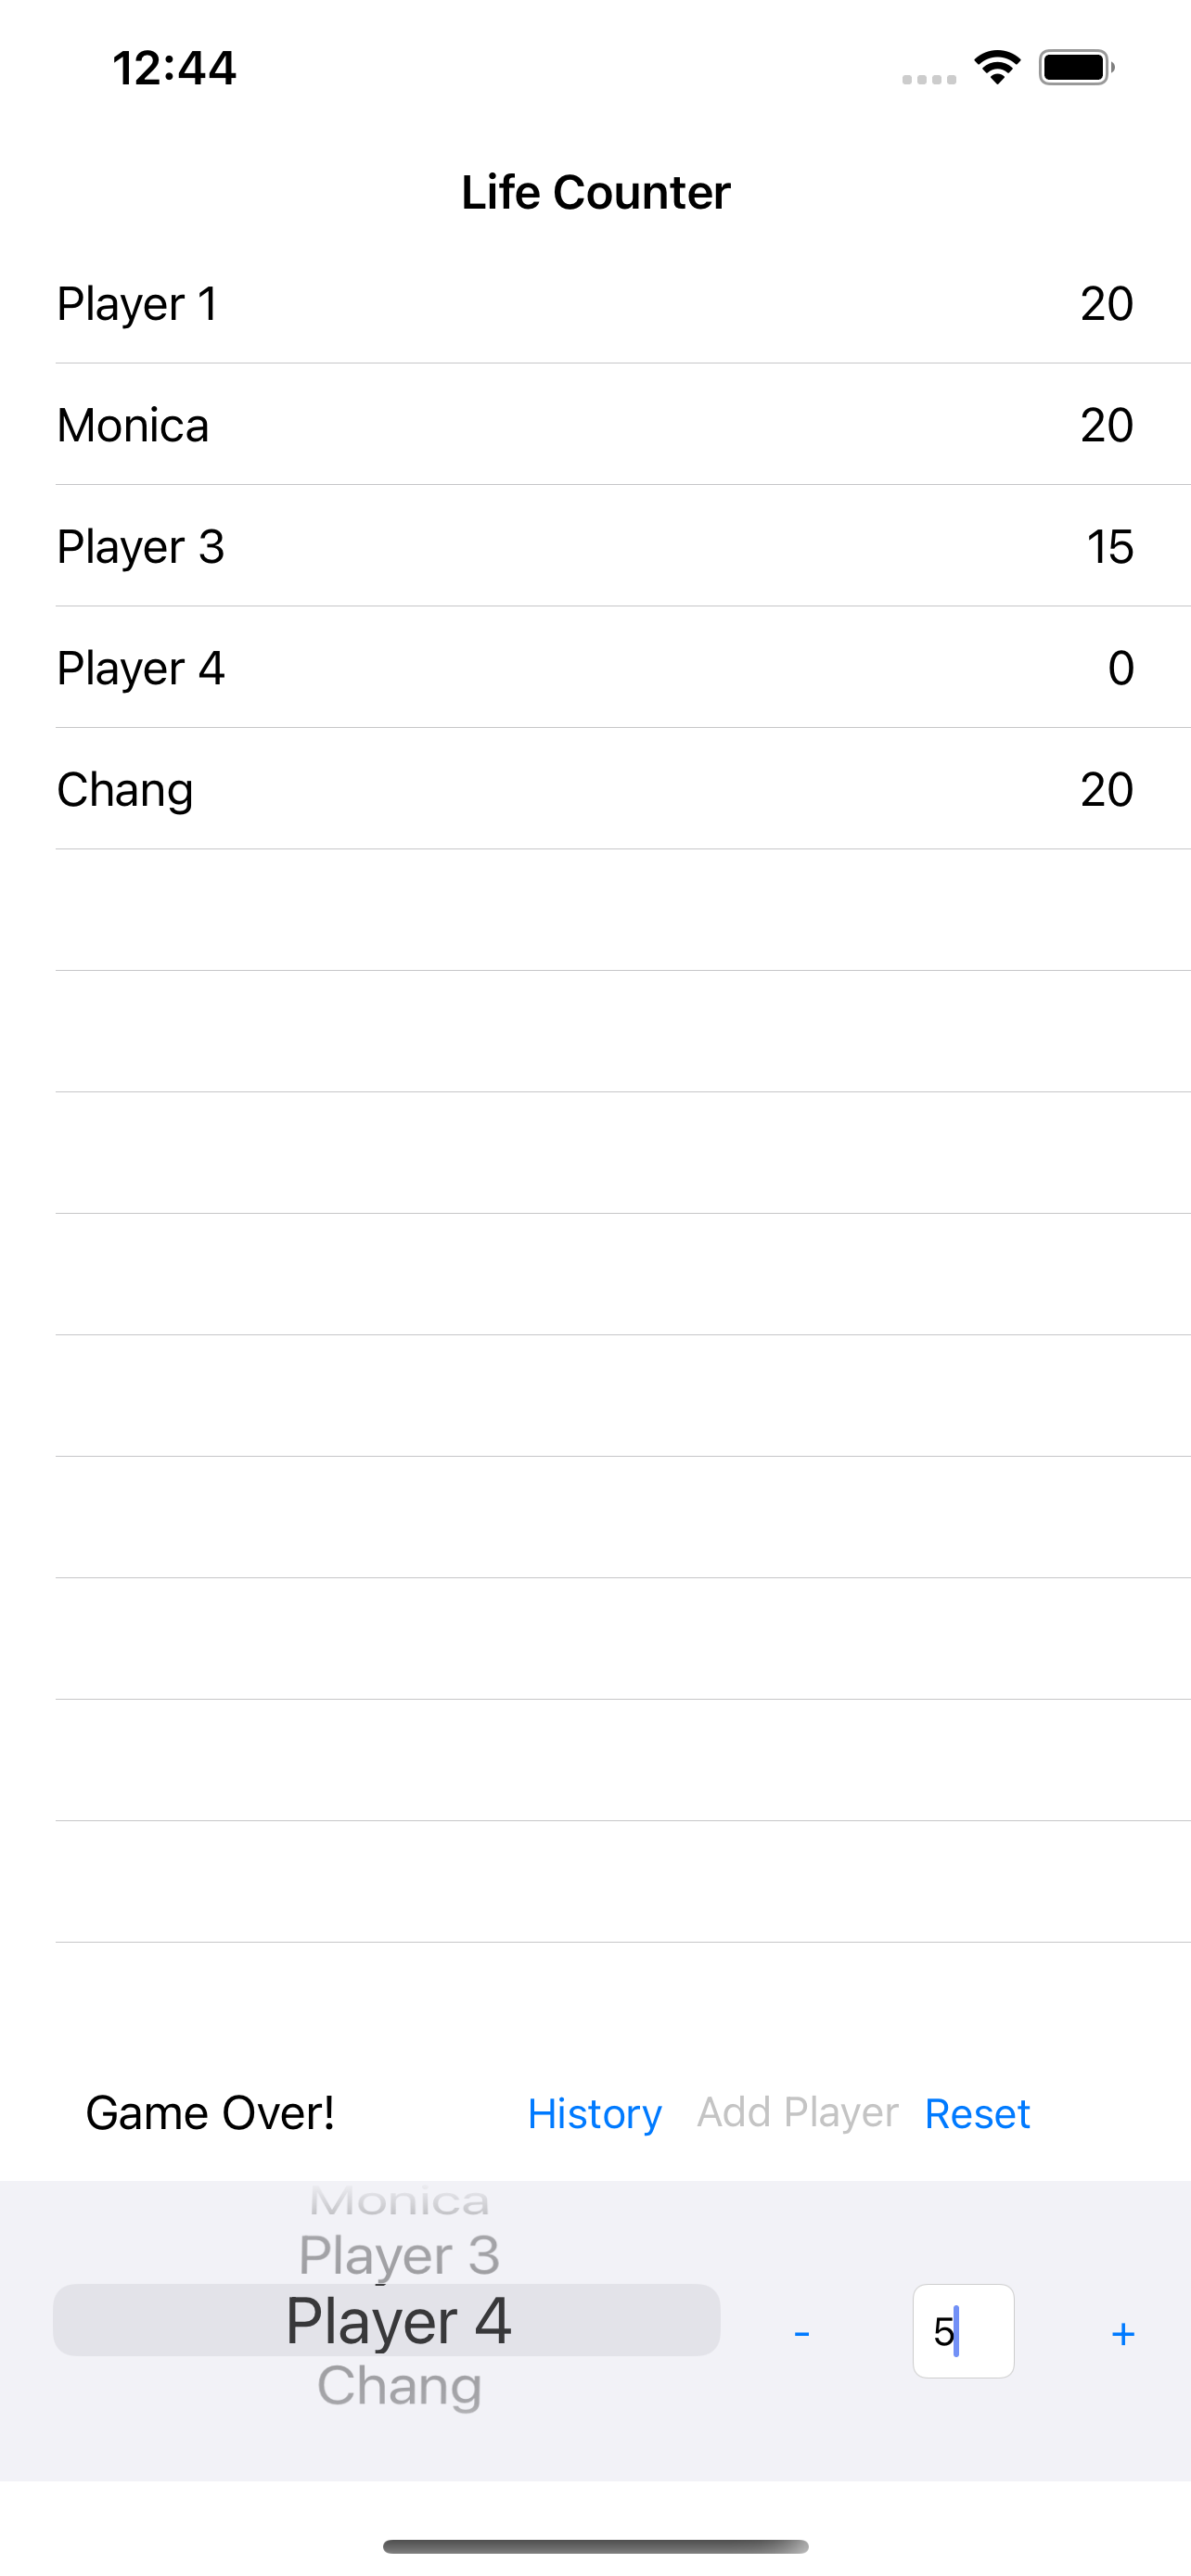 12:44
Life Counter
Player 1 20
Monica 20
Player 3 15
Player 4 0
Chang 20
Game Over! History Add Player Reset
Monica
Player 3
Player 4
Chang
- 5 +